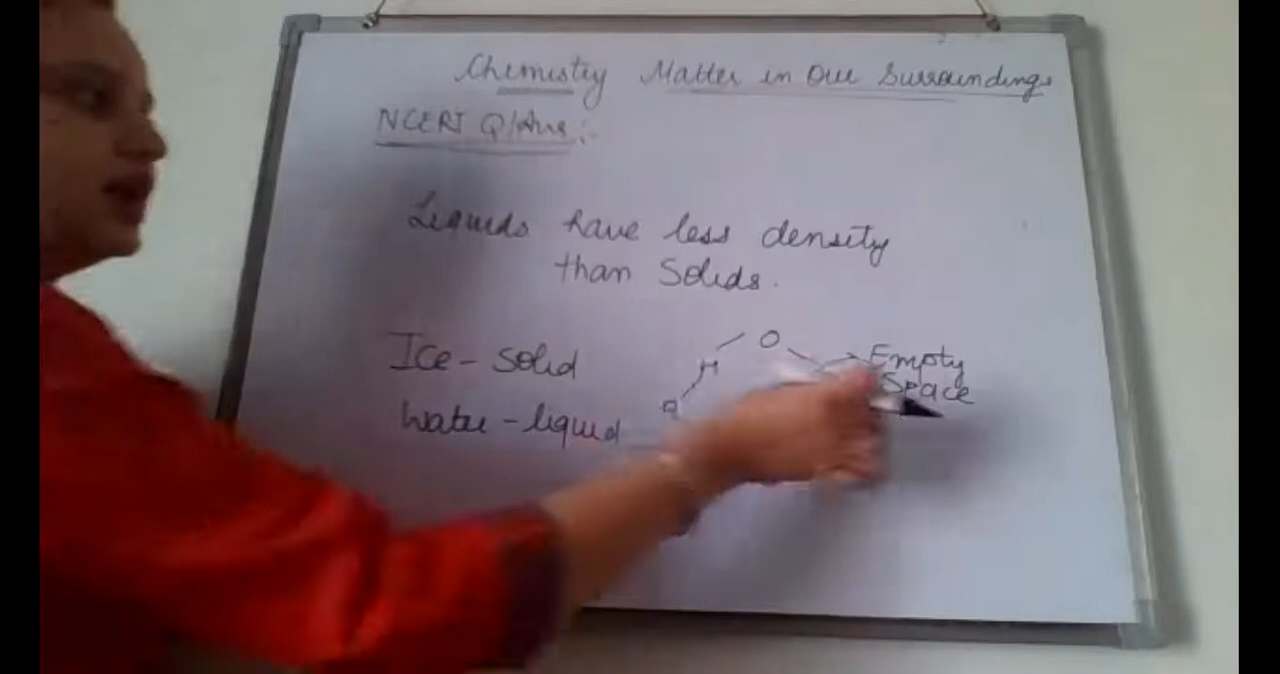 Chemistry Matter in Our Surroundings
NCERT Q/Ans :-
Liquids have less density
than Solids.
Ice - Solid
Water - liquid
O
H
O
Empty
Space